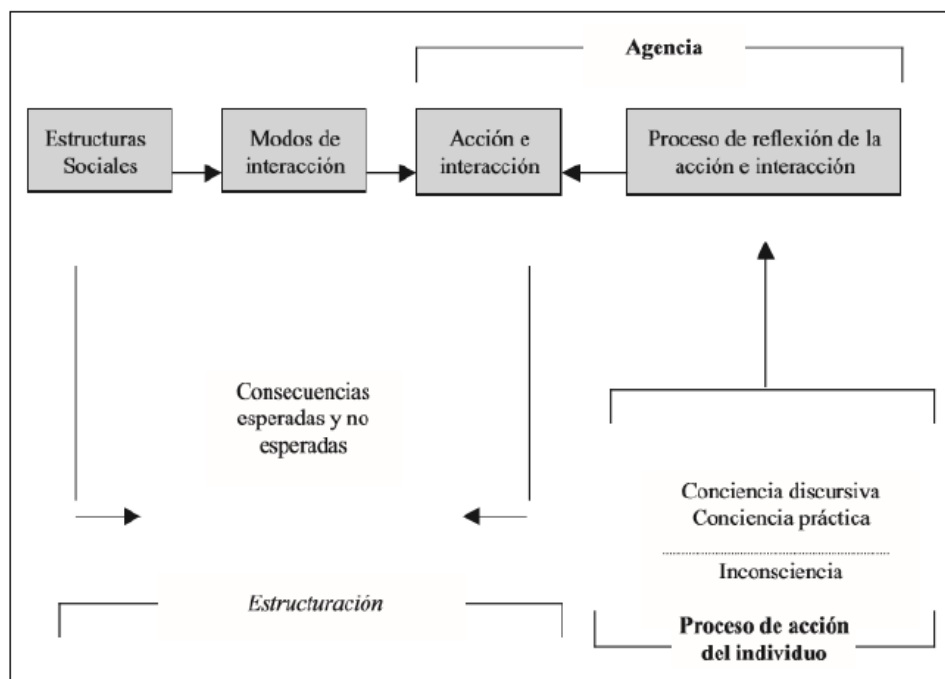 Agencia
Estructuras
Sociales
Modos de
interacción
Acción e
interacción
Proceso de reflexión de la
acción e interacción
Consecuencias
esperadas y no
esperadas
Conciencia discursiva
Conciencia práctica
Inconsciencia
Estructuración
Proceso de acción
del individuo